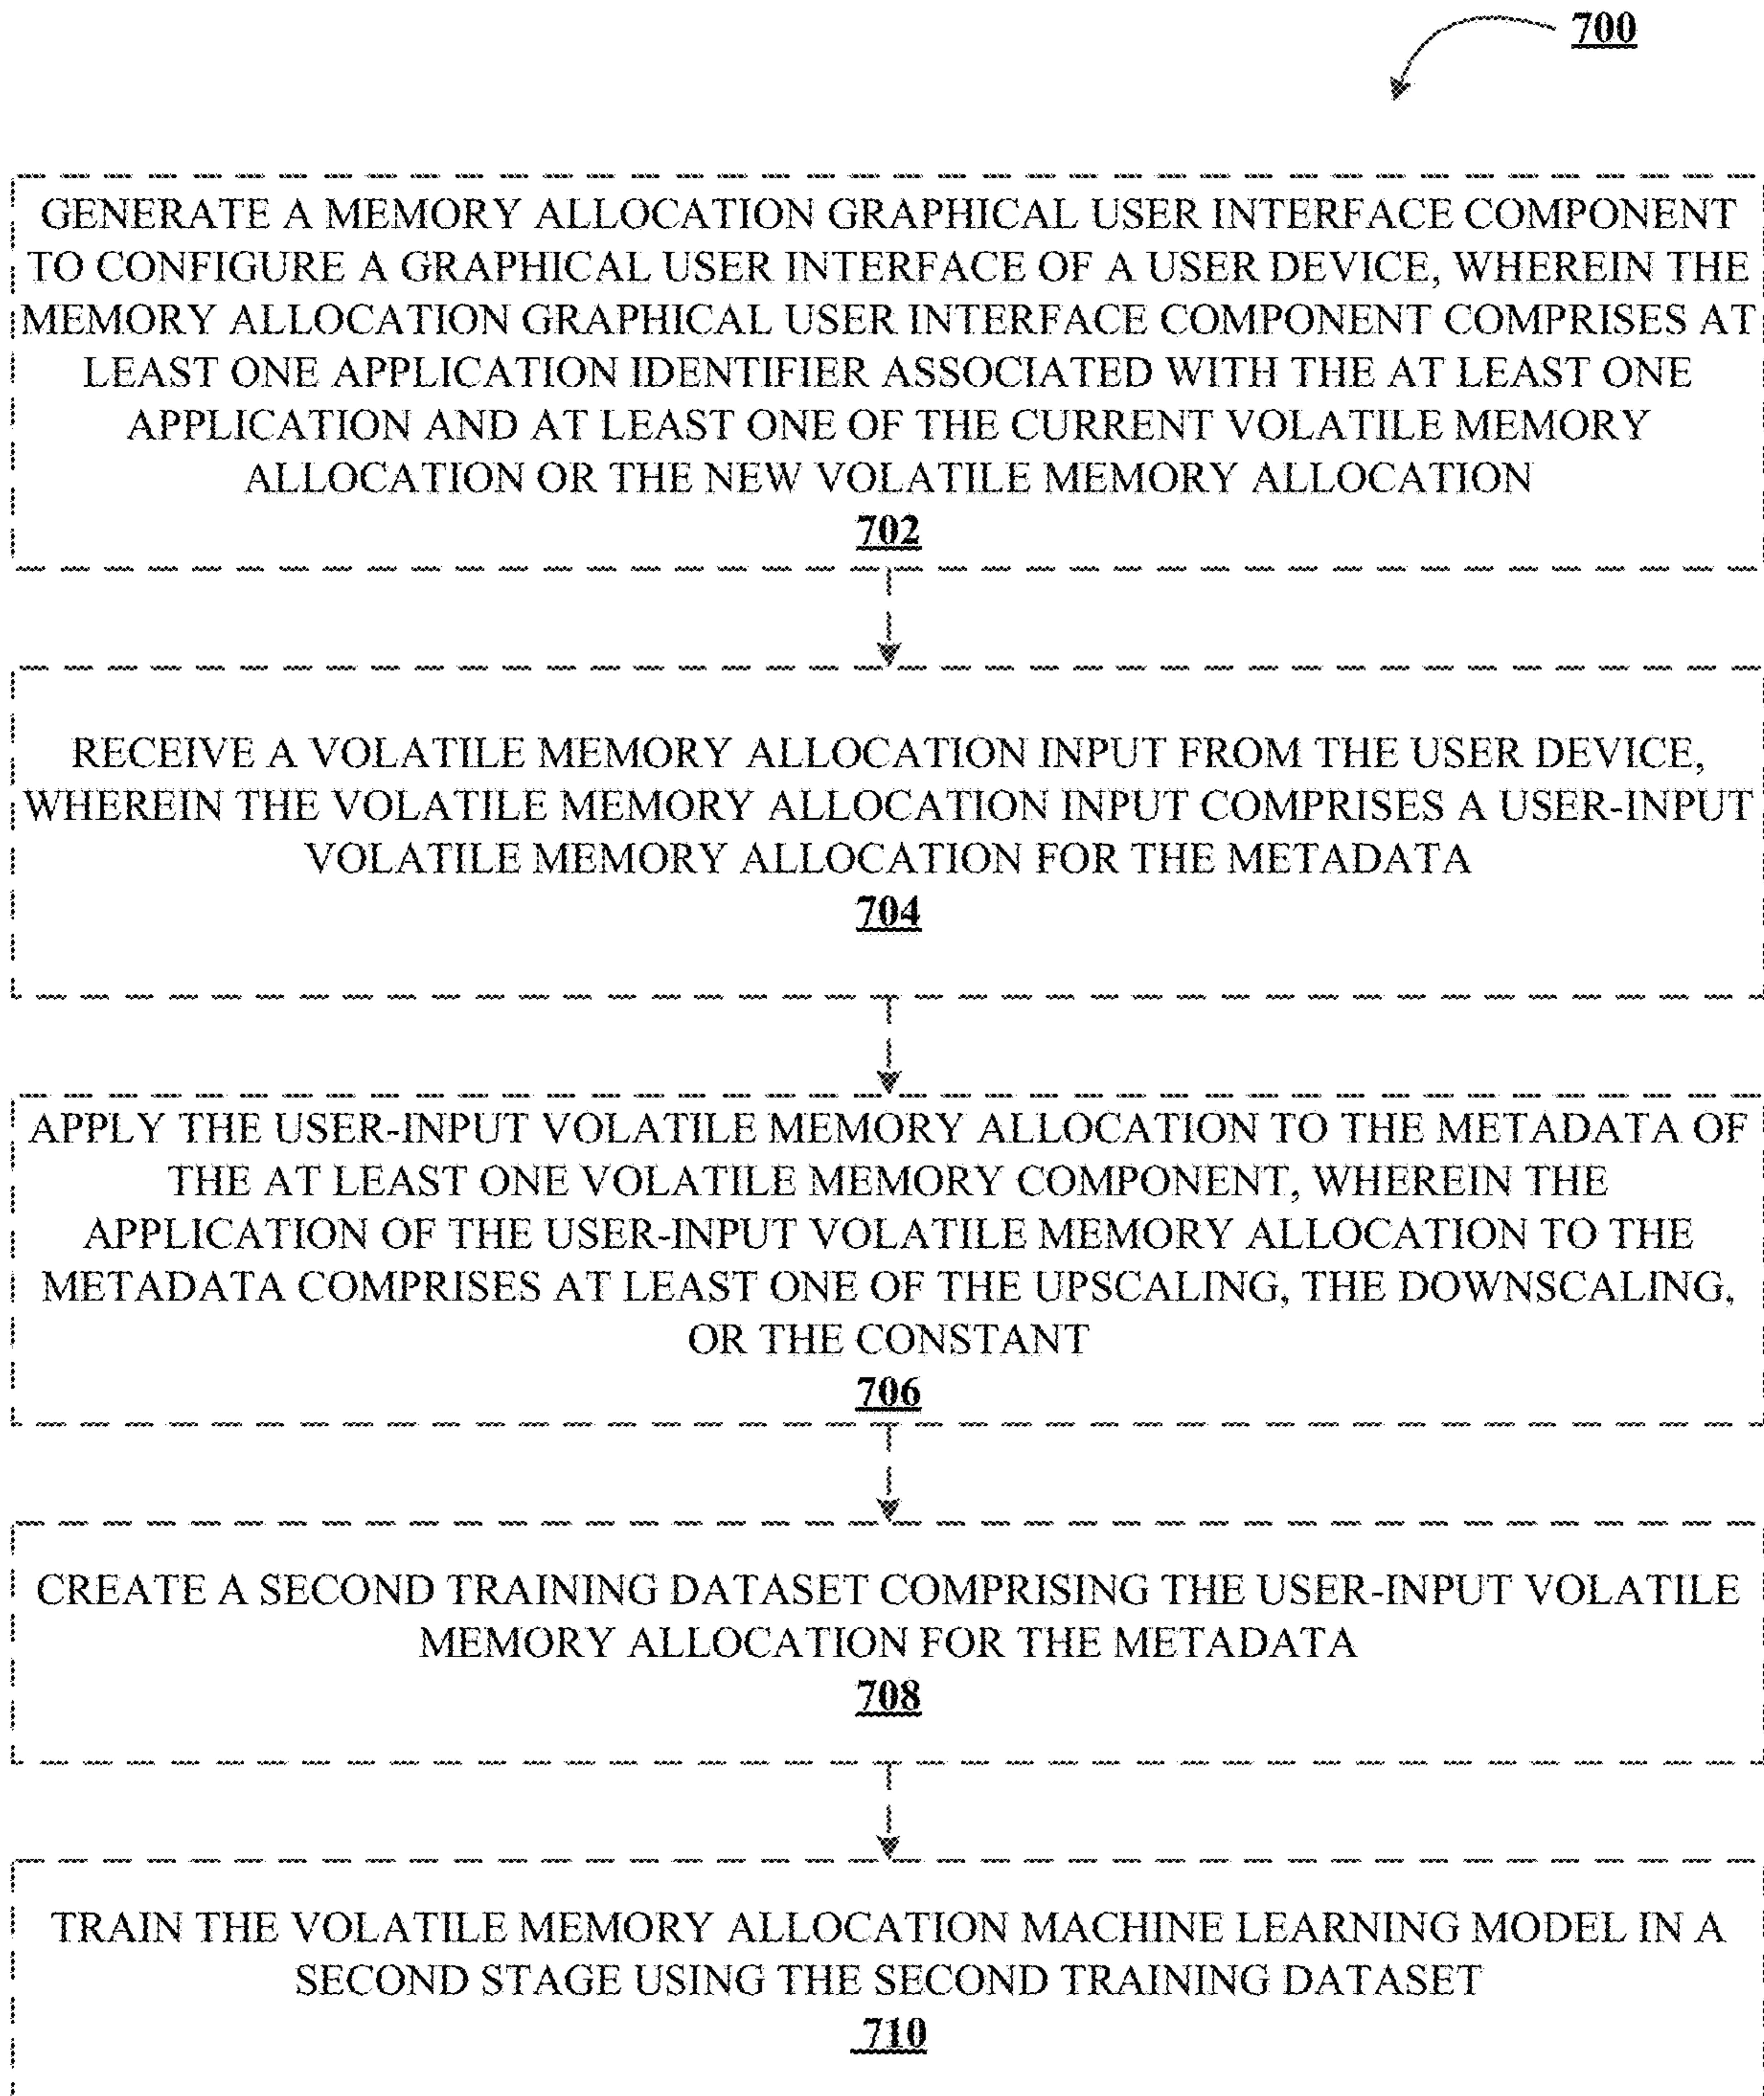 700
GENERATE A MEMORY ALLOCATION GRAPHICAL USER INTERFACE COMPONENT
TO CONFIGURE A GRAPHICAL USER INTERFACE OF A USER DEVICE, WHEREIN THE
MEMORY ALLOCATION GRAPHICAL USER INTERFACE COMPONENT COMPRISES AT
LEAST ONE APPLICATION IDENTIFIER ASSOCIATED WITH THE AT LEAST ONE
APPLICATION AND AT LEAST ONE OF THE CURRENT VOLATILE MEMORY
ALLOCATION OR THE NEW VOLATILE MEMORY ALLOCATION
702
RECEIVE A VOLATILE MEMORY ALLOCATION INPUT FROM THE USER DEVICE,
WHEREIN THE VOLATILE MEMORY ALLOCATION INPUT COMPRISES A USER-INPUT
VOLATILE MEMORY ALLOCATION FOR THE METADATA
704
APPLY THE USER-INPUT VOLATILE MEMORY ALLOCATION TO THE METADATA OF
THE AT LEAST ONE VOLATILE MEMORY COMPONENT, WHEREIN THE
APPLICATION OF THE USER-INPUT VOLATILE MEMORY ALLOCATION TO THE
METADATA COMPRISES AT LEAST ONE OF THE UPSCALING, THE DOWNSCALING,
OR THE CONSTANT
706
CREATE A SECOND TRAINING DATASET COMPRISING THE USER-INPUT VOLATILE
MEMORY ALLOCATION FOR THE METADATA
708
TRAIN THE VOLATILE MEMORY ALLOCATION MACHINE LEARNING MODEL IN A
SECOND STAGE USING THE SECOND TRAINING DATASET
710